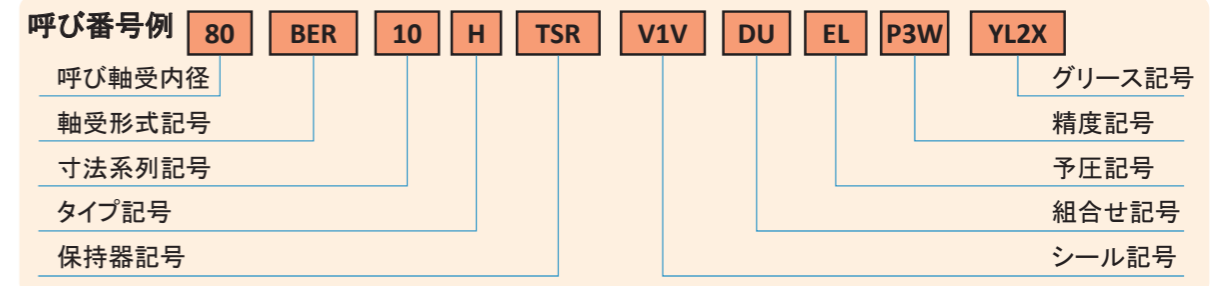 呼び番号例 80 BER 10 H TSR V1V DU EL P3W YL2X
呼び軸受内径 グリース記号
軸受形式記号 精度記号
寸法系列記号 予圧記号
タイプ記号 組合せ記号
保持器記号 シール記号